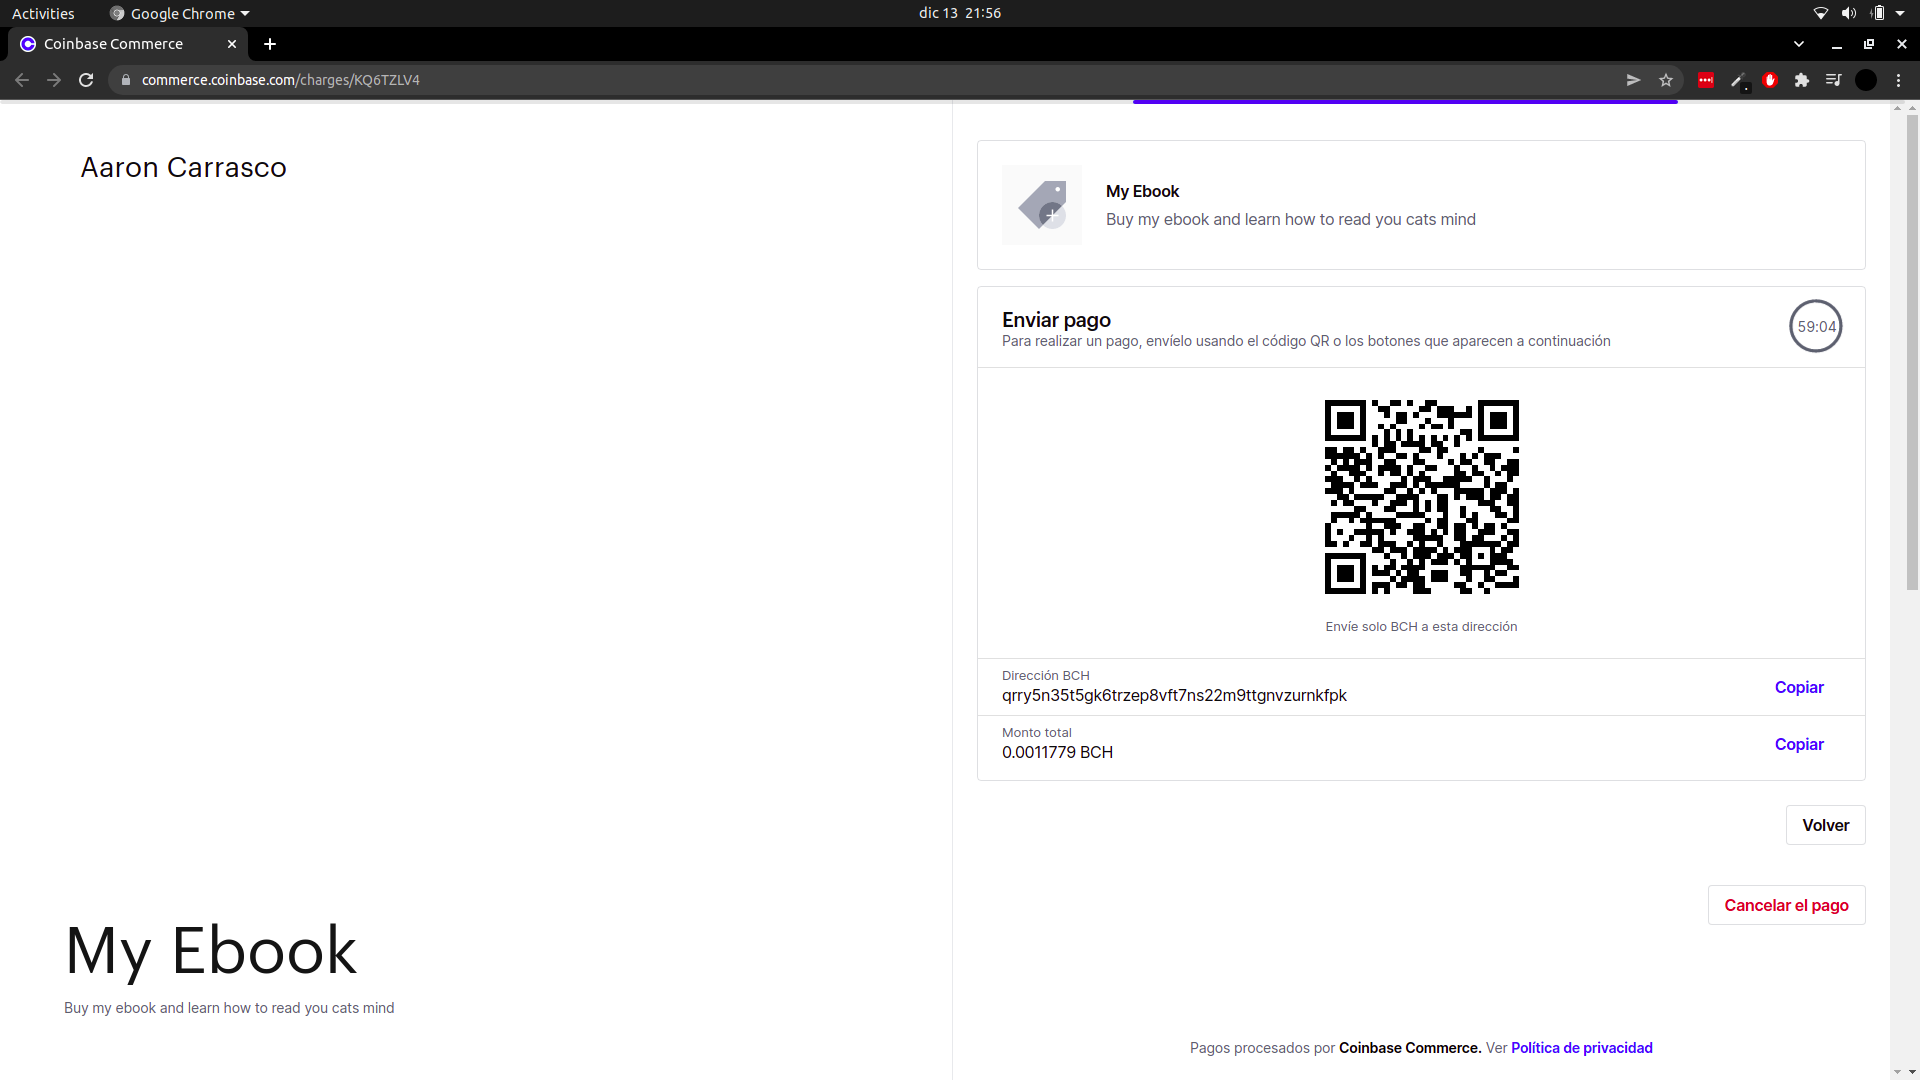 Activities
Google Chrome
dic 13 21:56
Coinbase Commerce
commerce.coinbase.com/charges/KQ6TZLV4
Aaron Carrasco
My Ebook
Buy my ebook and learn how to read you cats mind
My Ebook
Buy my ebook and learn how to read you cats mind
Enviar pago
Para realizar un pago, envíelo usando el código QR o los botones que aparecen a continuación
59:04
Envíe solo BCH a esta dirección
Dirección BCH
qrry5n35t5gk6trzep8vft7ns22m9ttgnvzurnkfpk
Copiar
Monto total
0.0011779 BCH
Copiar
Volver
Cancelar el pago
Pagos procesados por Coinbase Commerce. Ver Política de privacidad